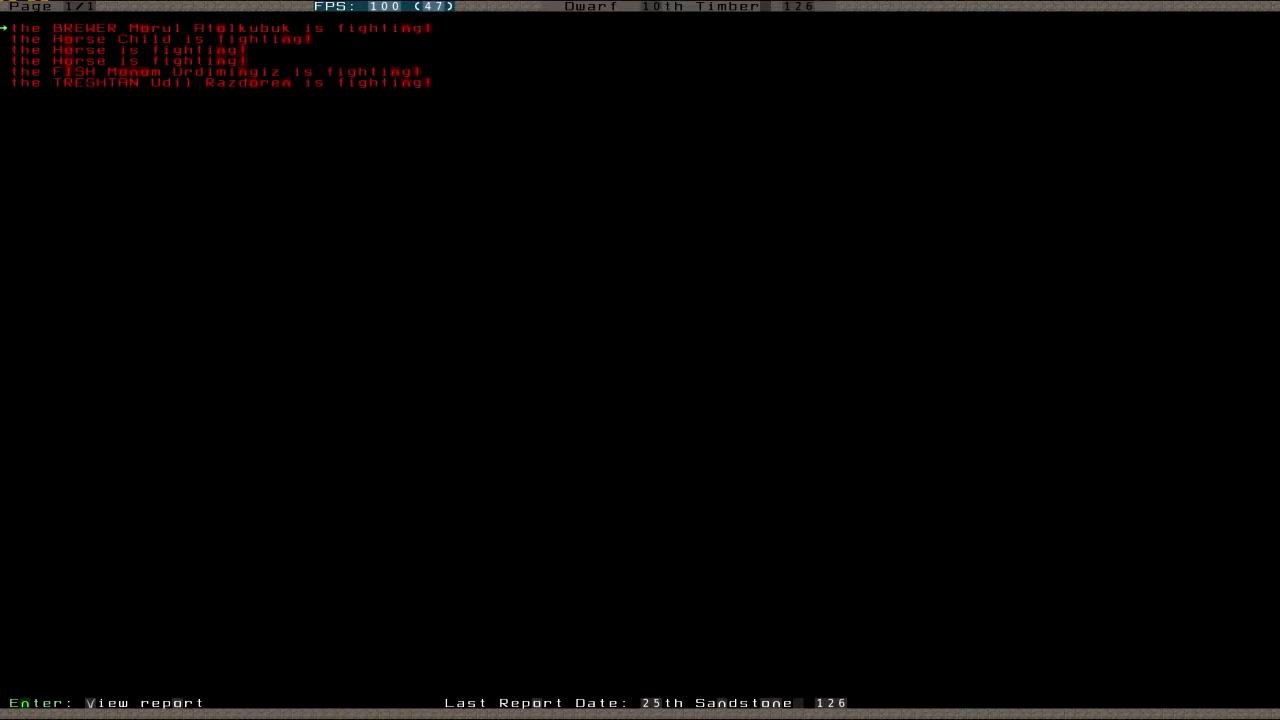 Page 1/1 FPS: 100 (47) Dwarf 10th Timber 126
the BREWER Morul Atolkubuk is fighting!
the Horse Child is fighting!
the Horse is fighting!
the Horse is fighting!
the FISH Monom Urdimingiz is fighting!
the TRESHTAN Udil Razdoren is fighting!
Enter: View report Last Report Date: 25th Sandstone 126